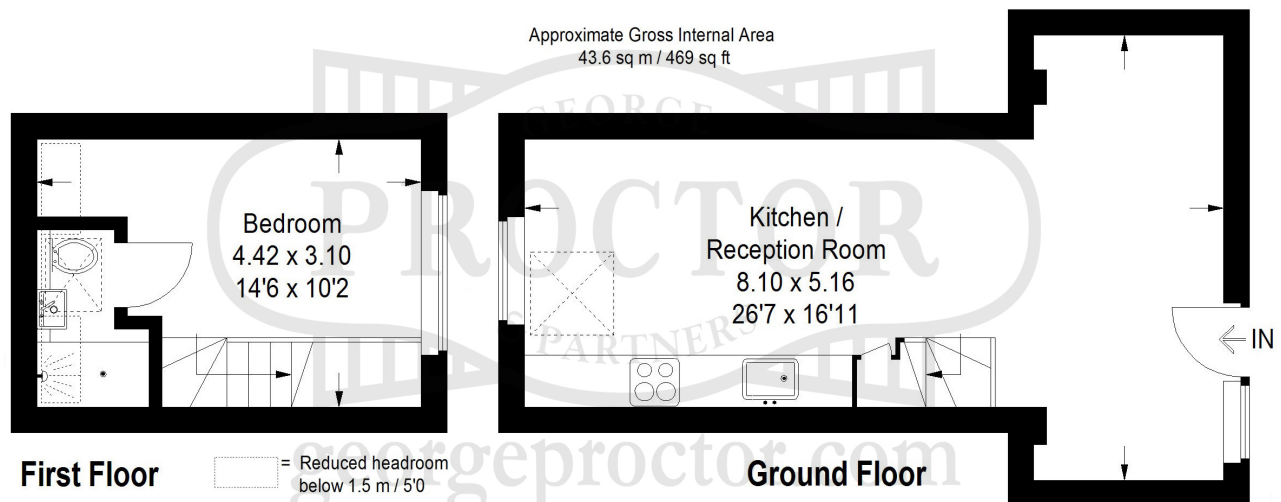 Approximate Gross Internal Area
43.6 sq m / 469 sq ft
GEORGE
PROCTOR
& PARTNERS
georgeproctor.com
Bedroom
4.42 x 3.10
14'6 x 10'2
Kitchen /
Reception Room
8.10 x 5.16
26'7 x 16'11
IN
First Floor
= Reduced headroom
below 1.5 m / 5'0
Ground Floor